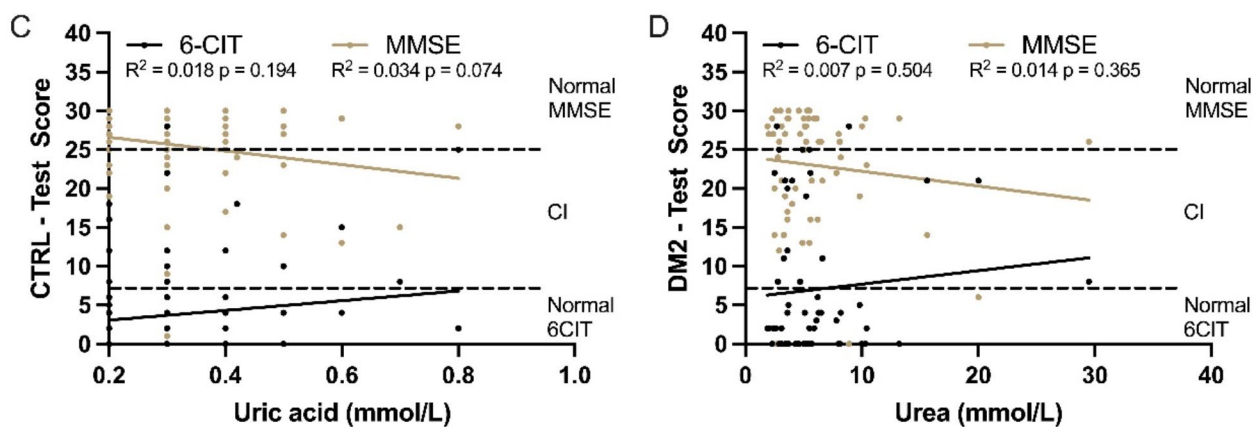 C
CTRL - Test Score
40
35
30
25
20
15
10
5
0
6-CIT
MMSE
R² = 0.018 p = 0.194
R² = 0.034 p = 0.074
Normal
MMSE
CI
Normal
6CIT
0.2
0.4
0.6
0.8
1.0
Uric acid (mmol/L)
D
DM2 - Test Score
40
35
30
25
20
15
10
5
0
6-CIT
MMSE
R² = 0.007 p = 0.504
R² = 0.014 p = 0.365
Normal
MMSE
CI
Normal
6CIT
0
10
20
30
40
Urea (mmol/L)